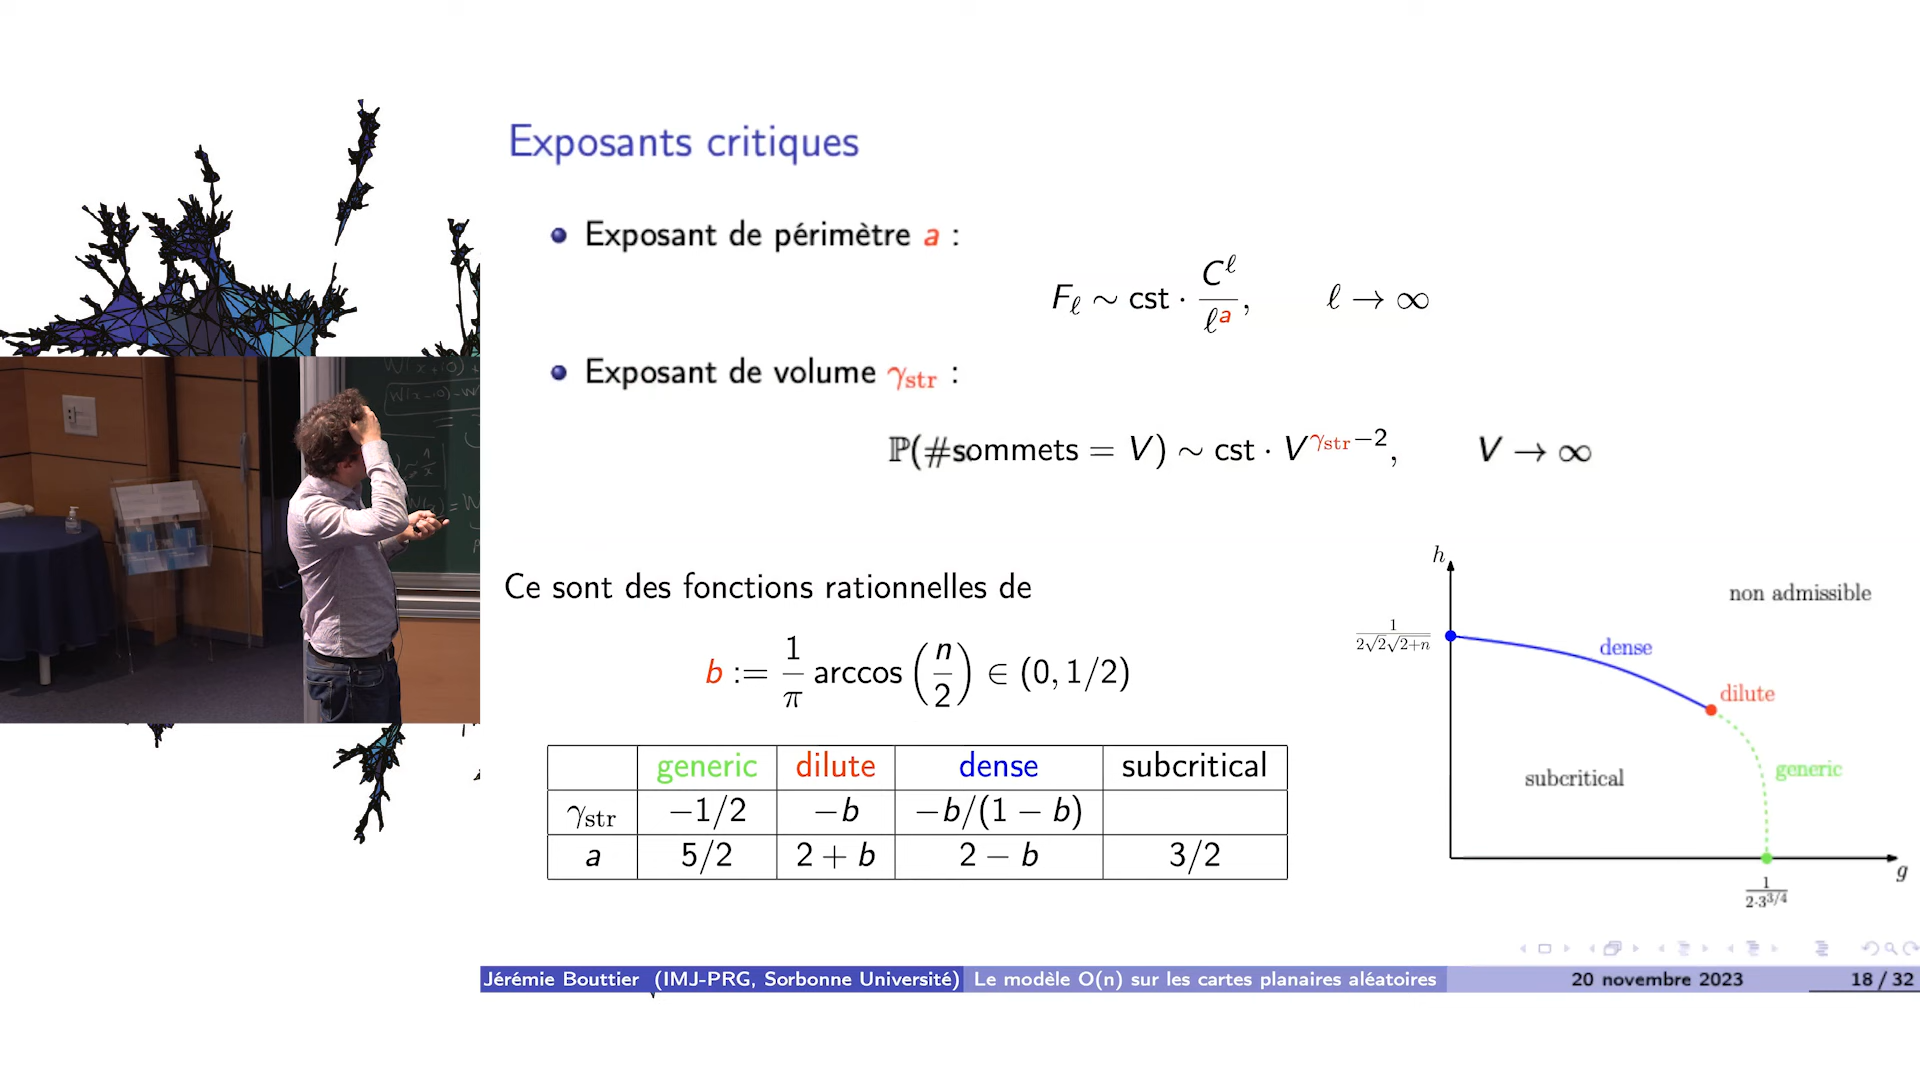 Exposants critiques
Exposant de périmètre a :
F_ℓ ∼ cst · C^ℓ / ℓ^a, ℓ → ∞
Exposant de volume γ_str :
ℙ(#sommets = V) ∼ cst · V^{γ_str−2}, V → ∞
Ce sont des fonctions rationnelles de
b := 1/π arccos (n/2) ∈ (0, 1/2)
generic dilute dense subcritical
γ_str −1/2 −b −b/(1 − b)
a 5/2 2 + b 2 − b 3/2
h
non admissible
1/(2√2√2+n)
dense
dilute
subcritical
generic
g
1/(2·3^{3/4})
Jérémie Bouttier (IMJ-PRG, Sorbonne Université) Le modèle O(n) sur les cartes planaires aléatoires 20 novembre 2023 18 / 32